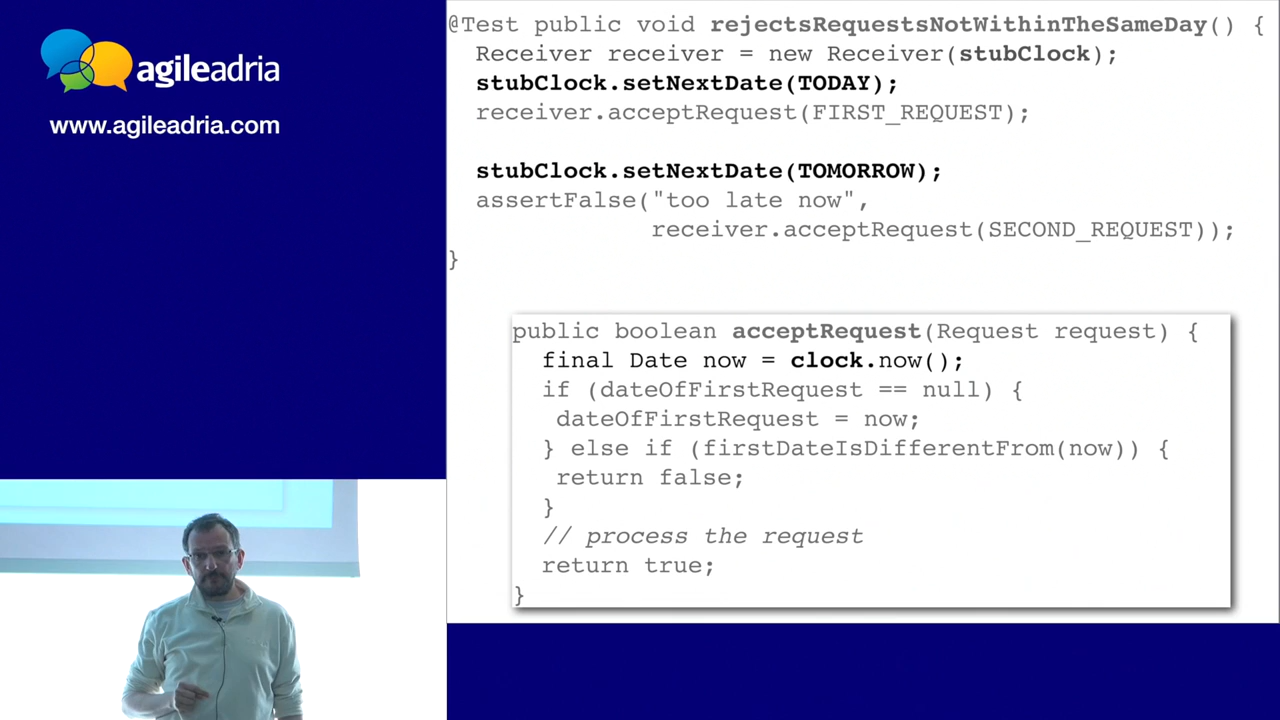 agileadria
www.agileadria.com
@Test public void rejectsRequestsNotWithinTheSameDay() {
Receiver receiver = new Receiver(stubClock);
stubClock.setNextDate(TODAY);
receiver.acceptRequest(FIRST_REQUEST);
stubClock.setNextDate(TOMORROW);
assertFalse("too late now",
receiver.acceptRequest(SECOND_REQUEST));
}
public boolean acceptRequest(Request request) {
final Date now = clock.now();
if (dateOfFirstRequest == null) {
dateOfFirstRequest = now;
} else if (firstDateIsDifferentFrom(now)) {
return false;
}
// process the request
return true;
}